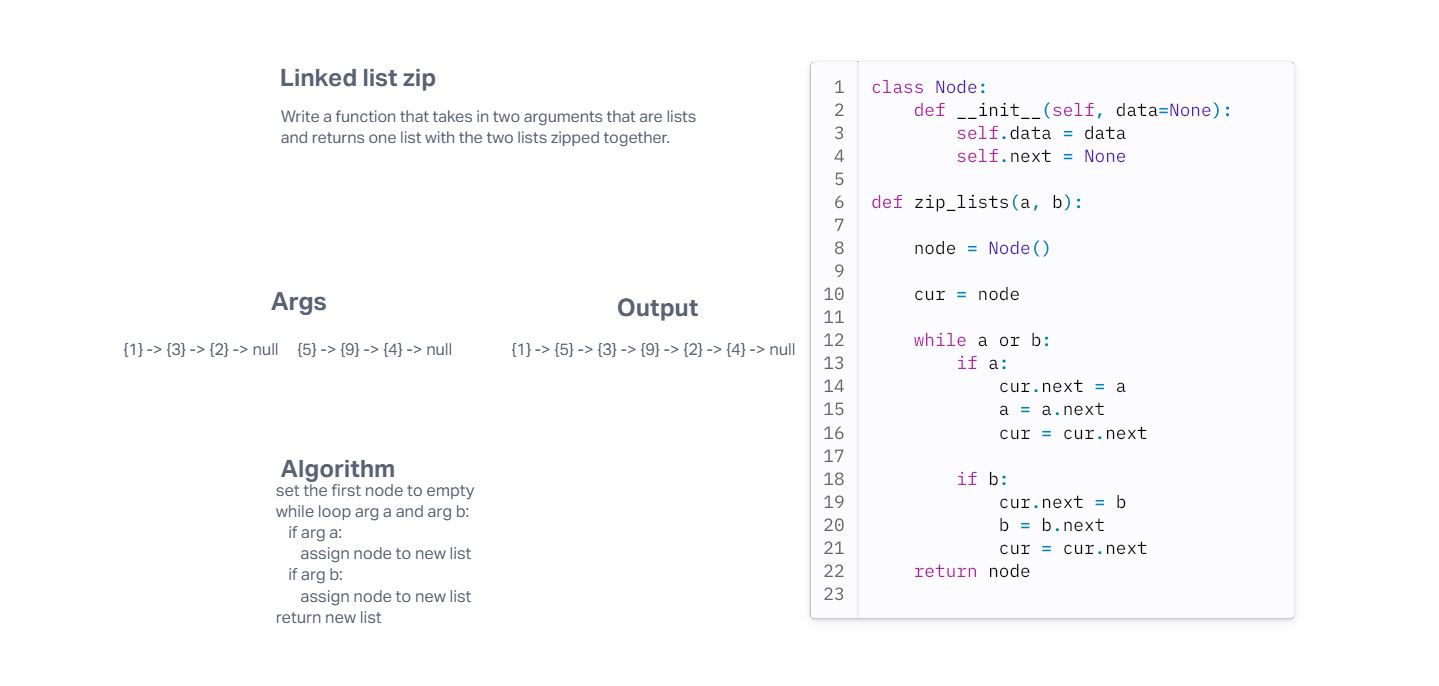 Linked list zip
Write a function that takes in two arguments that are lists
and returns one list with the two lists zipped together.
Args
{1} -> {3} -> {2} -> null {5} -> {9} -> {4} -> null
Output
{1} -> {5} -> {3} -> {9} -> {2} -> {4} -> null
Algorithm
set the first node to empty
while loop arg a and arg b:
   if arg a:
      assign node to new list
   if arg b:
      assign node to new list
return new list
1 class Node:
2     def __init__(self, data=None):
3         self.data = data
4         self.next = None
5
6 def zip_lists(a, b):
7
8     node = Node()
9
10     cur = node
11
12     while a or b:
13         if a:
14             cur.next = a
15             a = a.next
16             cur = cur.next
17
18         if b:
19             cur.next = b
20             b = b.next
21             cur = cur.next
22     return node
23